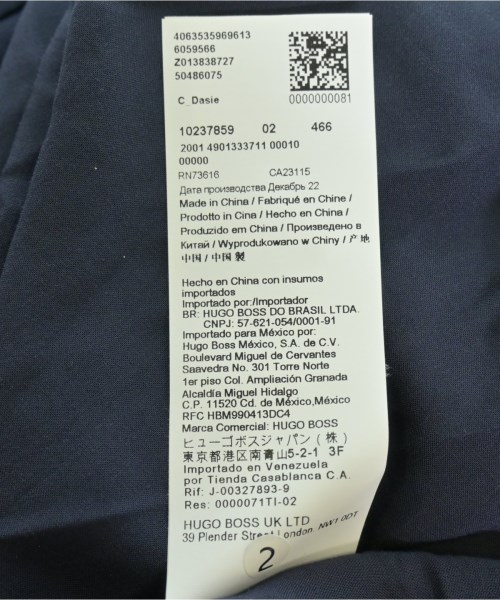 4063535969613
6059566
Z013838727
50486075
C_Dasie
0000000081
10237859 02 466
2001 4901333711 00010
00000
RN73616 CA23115
Дата производства Декабрь 22
Made in China / Fabriqué en Chine /
Prodotto in Cina / Hecho en China /
Produzido em China / Произведено в
Китай / Wyprodukowano w Chiny / 产地
中国 / 中国 製
Hecho en China con insumos
importados
Importado por:/Importador
BR: HUGO BOSS DO BRASIL LTDA.
CNPJ: 57-621-054/0001-91
Importado para México por:
Hugo Boss México, S.A. de C.V.
Boulevard Miguel de Cervantes
Saavedra No. 301 Torre Norte
1er piso Col. Ampliación Granada
Alcaldía Miguel Hidalgo
C.P. 11520 Cd. de México,México
RFC HBM990413DC4
Marca Comercial: HUGO BOSS
ヒューゴボスジャパン(株)
東京都港区南青山5-2-1 3F
Importado en Venezuela
por Tienda Casablanca C.A.
Rif: J-00327893-9
Res: 0000071TI-02
HUGO BOSS UK LTD
39 Plender Street London, NW1 0DT
2